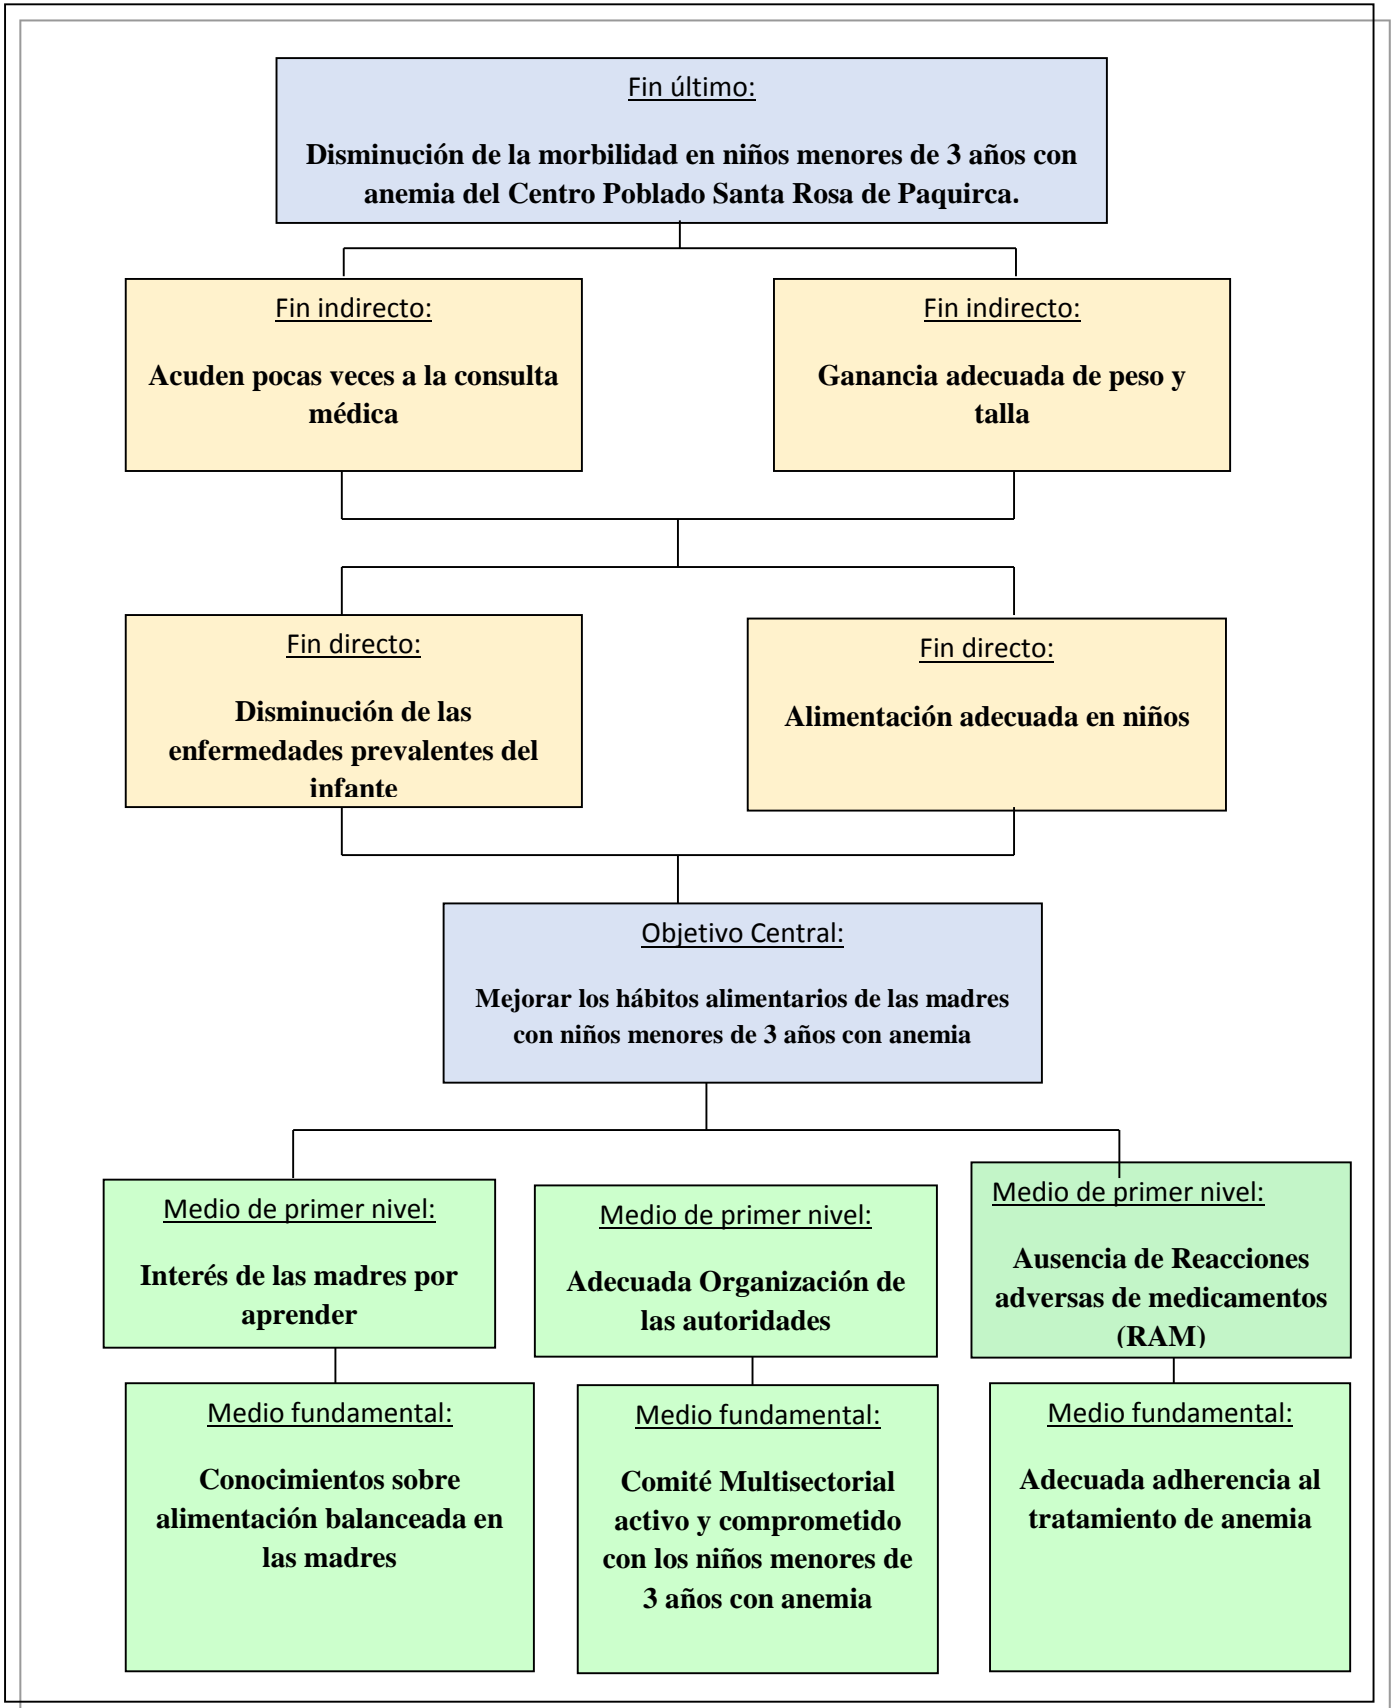 Fin último:
Disminución de la morbilidad en niños menores de 3 años con
anemia del Centro Poblado Santa Rosa de Paquirca.
Fin indirecto:
Acuden pocas veces a la consulta
médica
Fin indirecto:
Ganancia adecuada de peso y
talla
Fin directo:
Disminución de las
enfermedades prevalentes del
infante
Fin directo:
Alimentación adecuada en niños
Objetivo Central:
Mejorar los hábitos alimentarios de las madres
con niños menores de 3 años con anemia
Medio de primer nivel:
Interés de las madres por
aprender
Medio de primer nivel:
Adecuada Organización de
las autoridades
Medio de primer nivel:
Ausencia de Reacciones
adversas de medicamentos
(RAM)
Medio fundamental:
Conocimientos sobre
alimentación balanceada en
las madres
Medio fundamental:
Comité Multisectorial
activo y comprometido
con los niños menores de
3 años con anemia
Medio fundamental:
Adecuada adherencia al
tratamiento de anemia